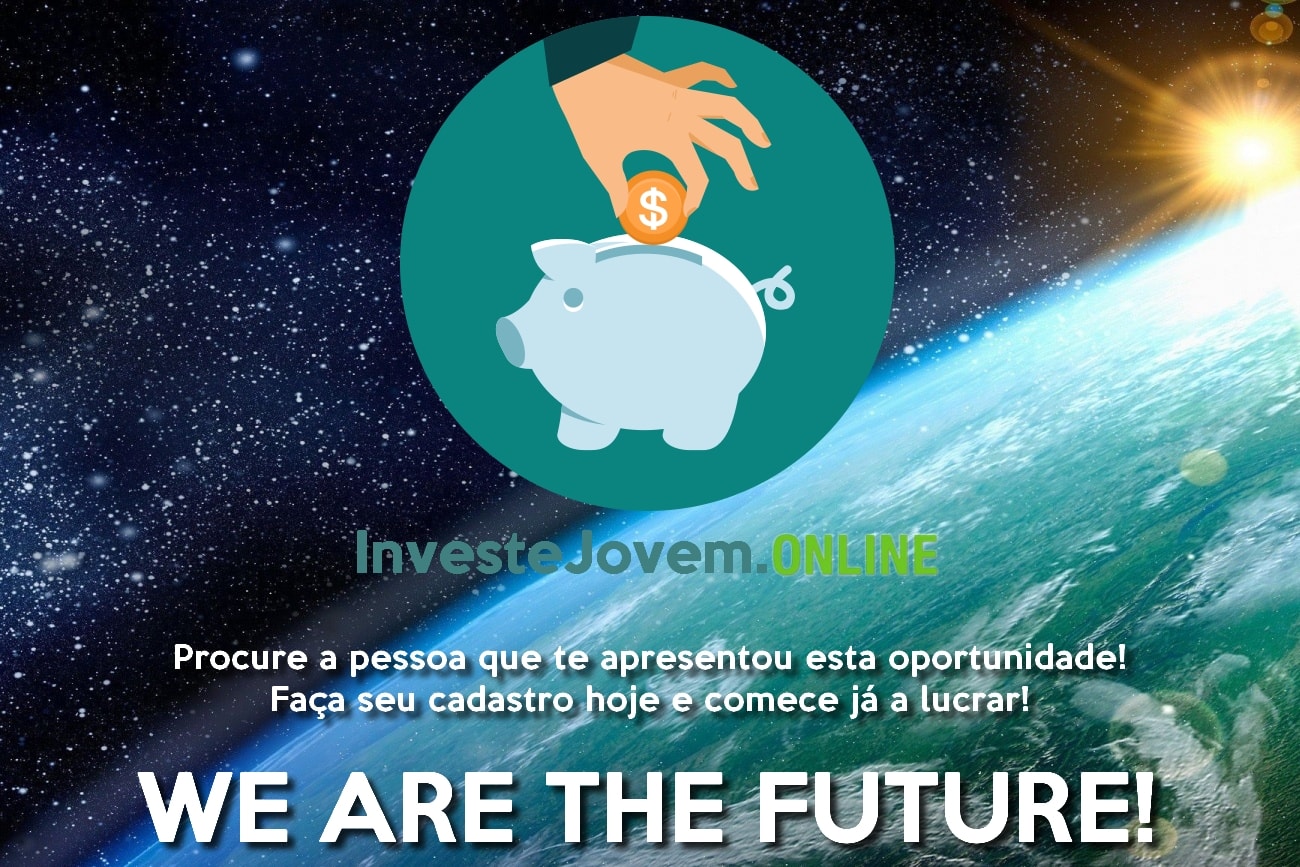 $
InvesteJovem.ONLINE
Procure a pessoa que te apresentou esta oportunidade!
Faça seu cadastro hoje e comece já a lucrar!
WE ARE THE FUTURE!